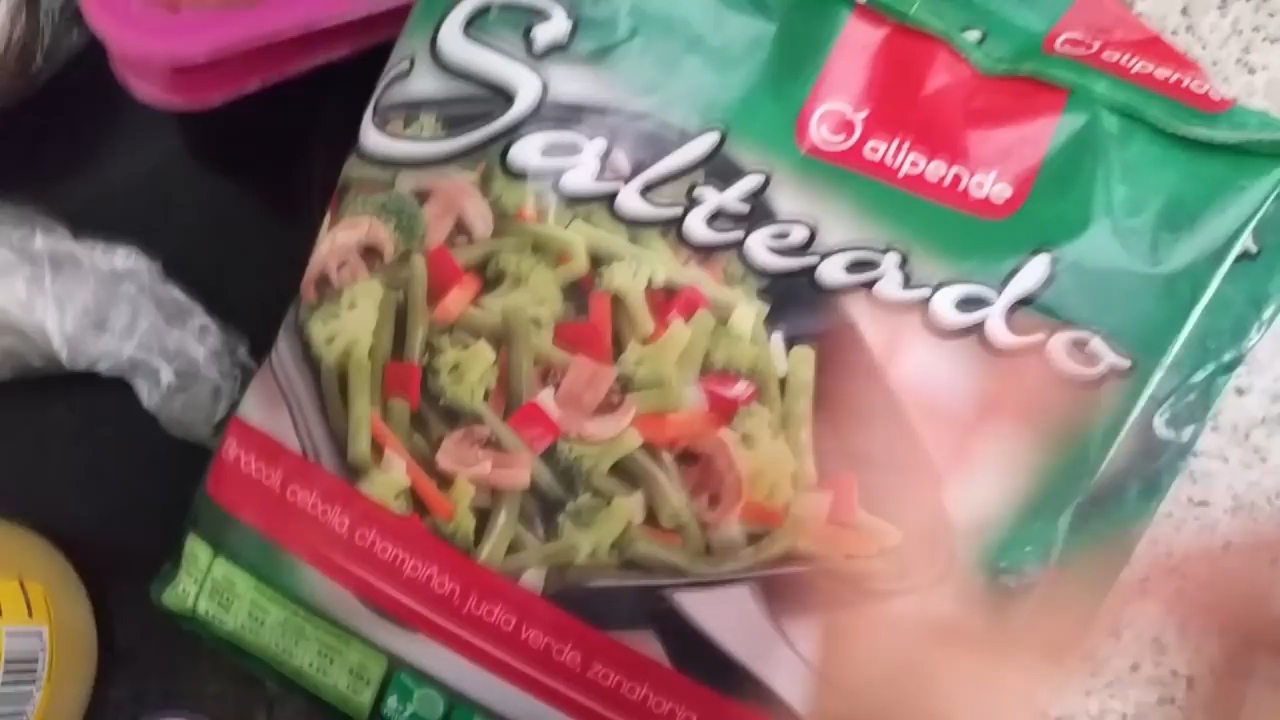 Salteado
alipende
alipende
Brócoli, cebolla, champiñón, judía verde, zanahoria